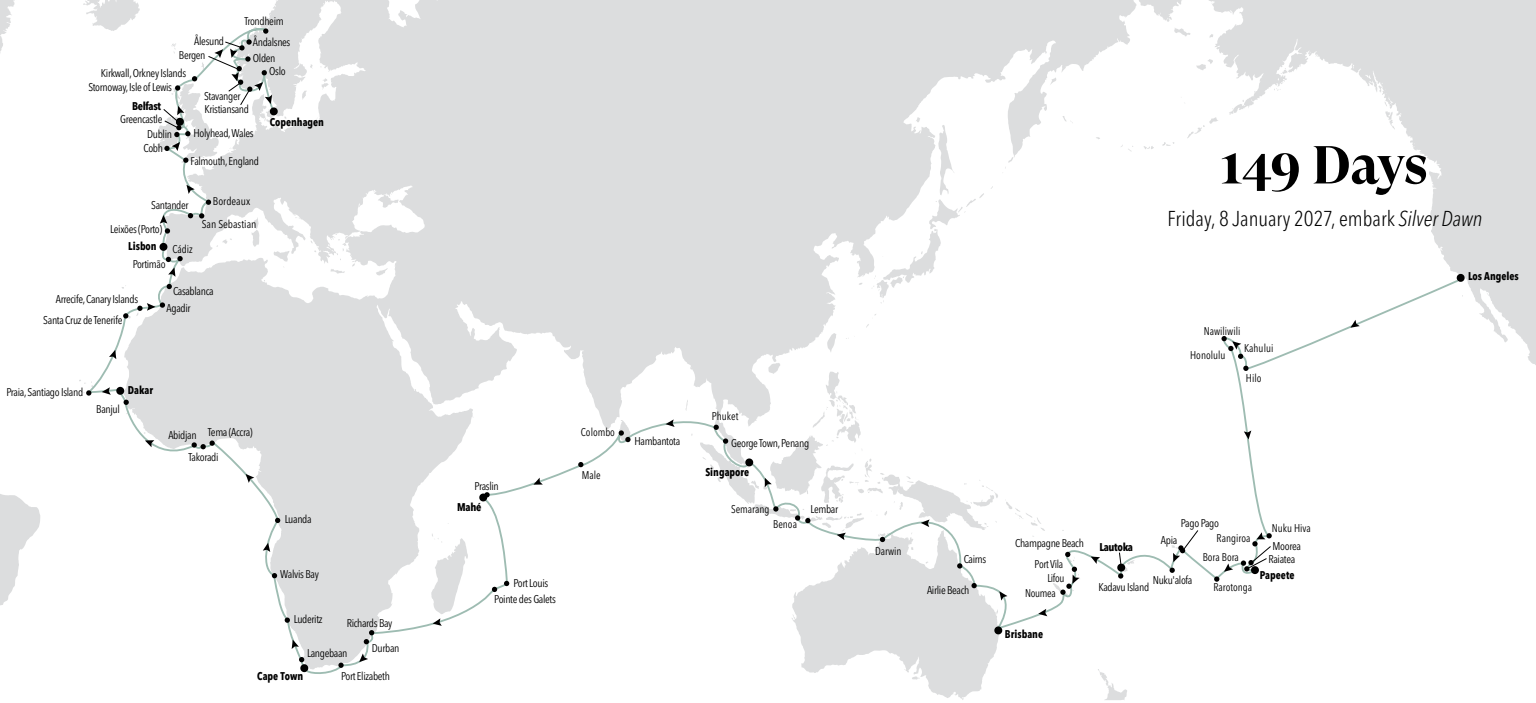 Trondheim
Ålesund
Åndalsnes
Bergen
Olden
Oslo
Kirkwall, Orkney Islands
Stornoway, Isle of Lewis
Stavanger
Kristiansand
Belfast
Greencastle
Copenhagen
Dublin
Holyhead, Wales
Cobh
Falmouth, England
149 Days
Friday, 8 January 2027, embark Silver Dawn
Santander
Bordeaux
San Sebastian
Leixões (Porto)
Lisbon
Cádiz
Portimão
Los Angeles
Casablanca
Arrecife, Canary Islands
Agadir
Santa Cruz de Tenerife
Nawiliwili
Kahului
Honolulu
Hilo
Praia, Santiago Island
Dakar
Banjul
Abidjan
Tema (Accra)
Takoradi
Phuket
Colombo
Hambantota
George Town, Penang
Singapore
Male
Praslin
Mahé
Semarang
Lembar
Benoa
Luanda
Darwin
Pago Pago
Nuku Hiva
Champagne Beach
Lautoka
Apia
Rangiroa
Moorea
Bora Bora
Raiatea
Papeete
Cairns
Port Vila
Lifou
Walvis Bay
Port Louis
Airlie Beach
Noumea
Kadavu Island
Nuku'alofa
Rarotonga
Pointe des Galets
Luderitz
Richards Bay
Brisbane
Durban
Langebaan
Cape Town
Port Elizabeth